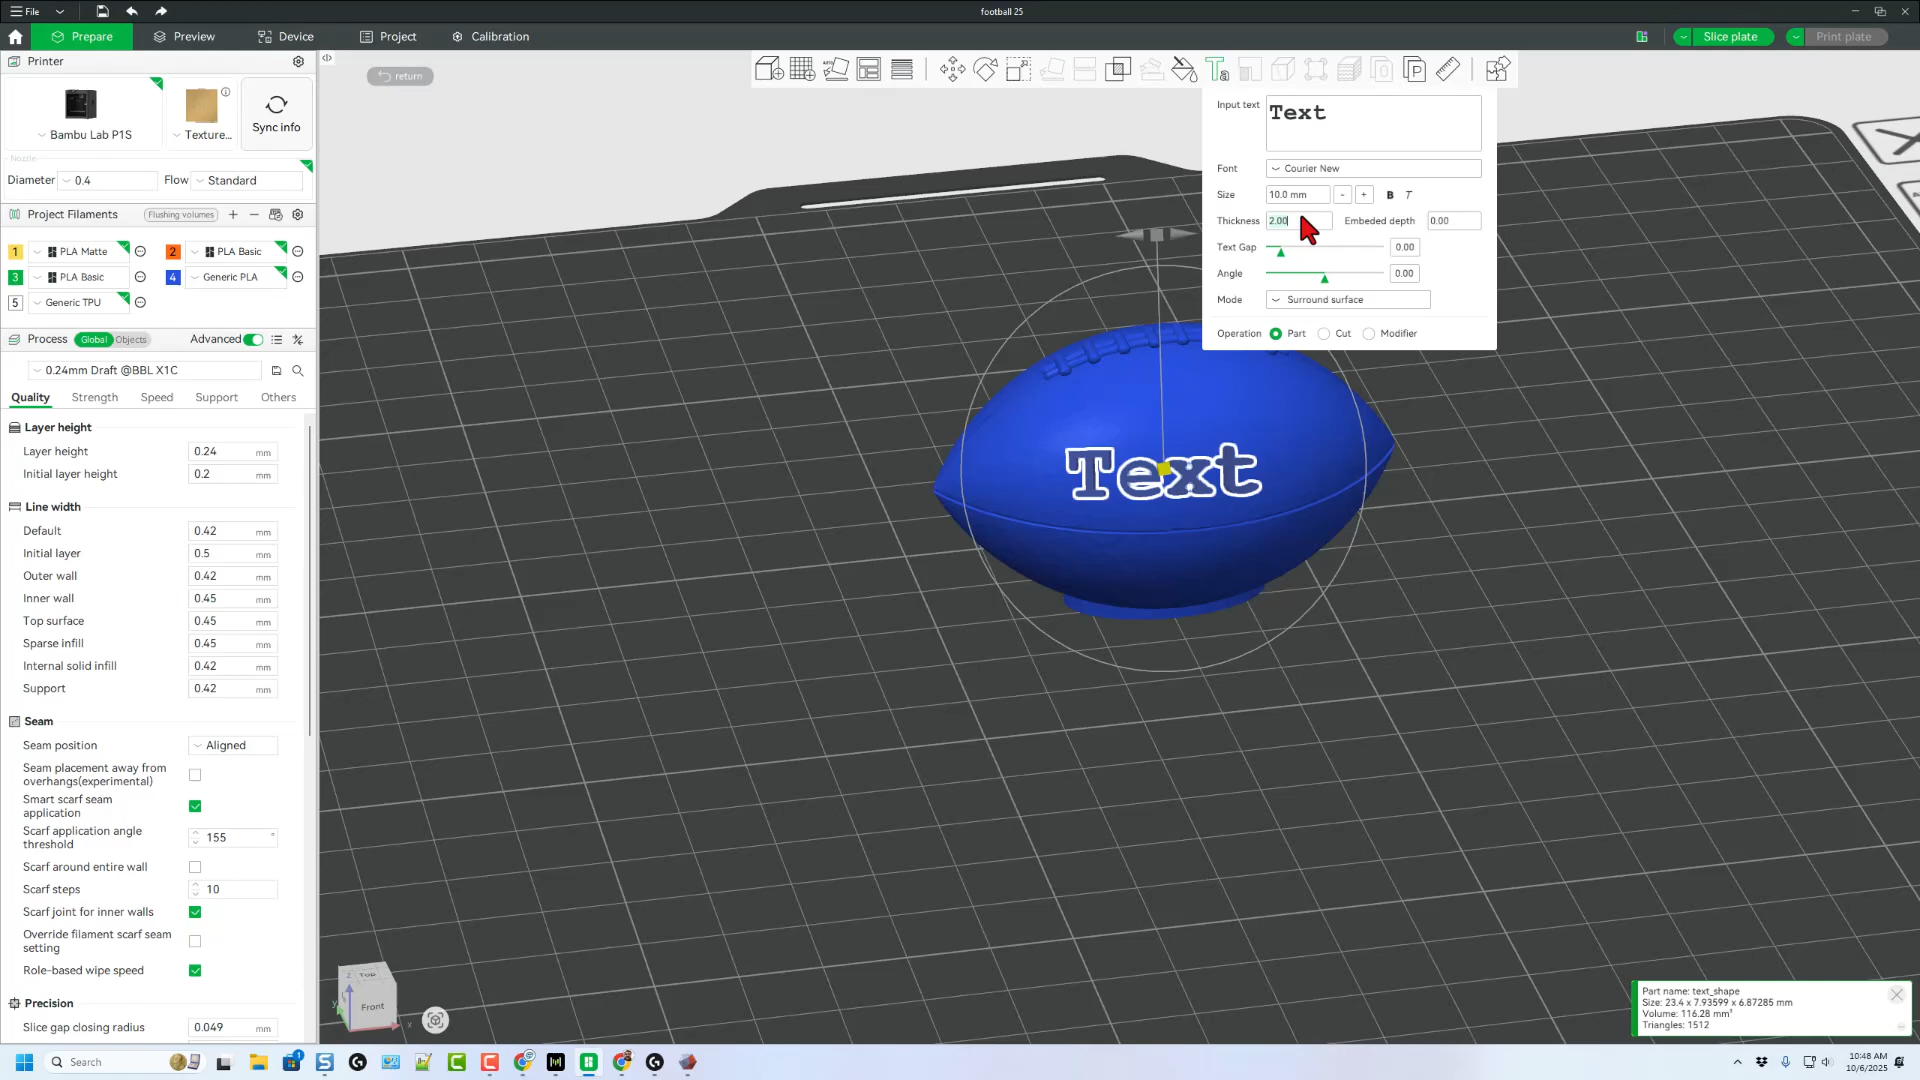 File
football 25
Prepare
Preview
Device
Project
Calibration
Slice plate
Print plate
Printer
return
Bambu Lab P1S
Texture...
Sync info
Nozzle
Diameter
0.4
Flow
Standard
Project Filaments
Flushing volumes
1
PLA Matte
2
PLA Basic
3
PLA Basic
4
Generic PLA
5
Generic TPU
Process
Global
Objects
Advanced
0.24mm Draft @BBL X1C
Quality
Strength
Speed
Support
Others
Layer height
Layer height
0.24
mm
Initial layer height
0.2
mm
Line width
Default
0.42
mm
Initial layer
0.5
mm
Outer wall
0.42
mm
Inner wall
0.45
mm
Top surface
0.45
mm
Sparse infill
0.45
mm
Internal solid infill
0.42
mm
Support
0.42
mm
Seam
Seam position
Aligned
Seam placement away from
overhangs(experimental)
Smart scarf seam
application
Scarf application angle
threshold
155
°
Scarf around entire wall
Scarf steps
10
Scarf joint for inner walls
Override filament scarf seam
setting
Role-based wipe speed
Precision
Slice gap closing radius
0.049
mm
Input text
Text
Font
Courier New
Size
10.0 mm
-
+
B
T
Thickness
2.00
Embeded depth
0.00
Text Gap
0.00
Angle
0.00
Mode
Surround surface
Operation
Part
Cut
Modifier
Text
Top
Front
x
Part name: text_shape
Size: 23.4 x 7.93599 x 6.87285 mm
Volume: 116.28 mm³
Triangles: 1512
Search
10:48 AM
10/6/2025